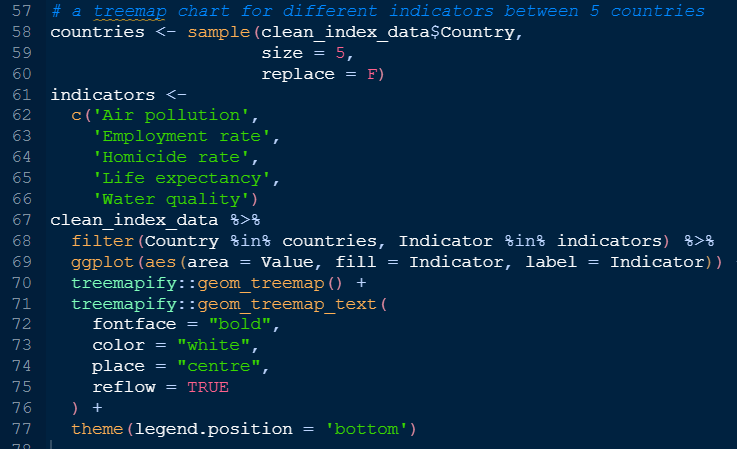 57 # a treemap chart for different indicators between 5 countries
58 countries <- sample(clean_index_data$Country,
59                     size = 5,
60                     replace = F)
61 indicators <-
62   c('Air pollution',
63     'Employment rate',
64     'Homicide rate',
65     'Life expectancy',
66     'Water quality')
67 clean_index_data %>%
68   filter(Country %in% countries, Indicator %in% indicators) %>%
69   ggplot(aes(area = Value, fill = Indicator, label = Indicator))
70   treemapify::geom_treemap() +
71   treemapify::geom_treemap_text(
72     fontface = "bold",
73     color = "white",
74     place = "centre",
75     reflow = TRUE
76   ) +
77   theme(legend.position = 'bottom')